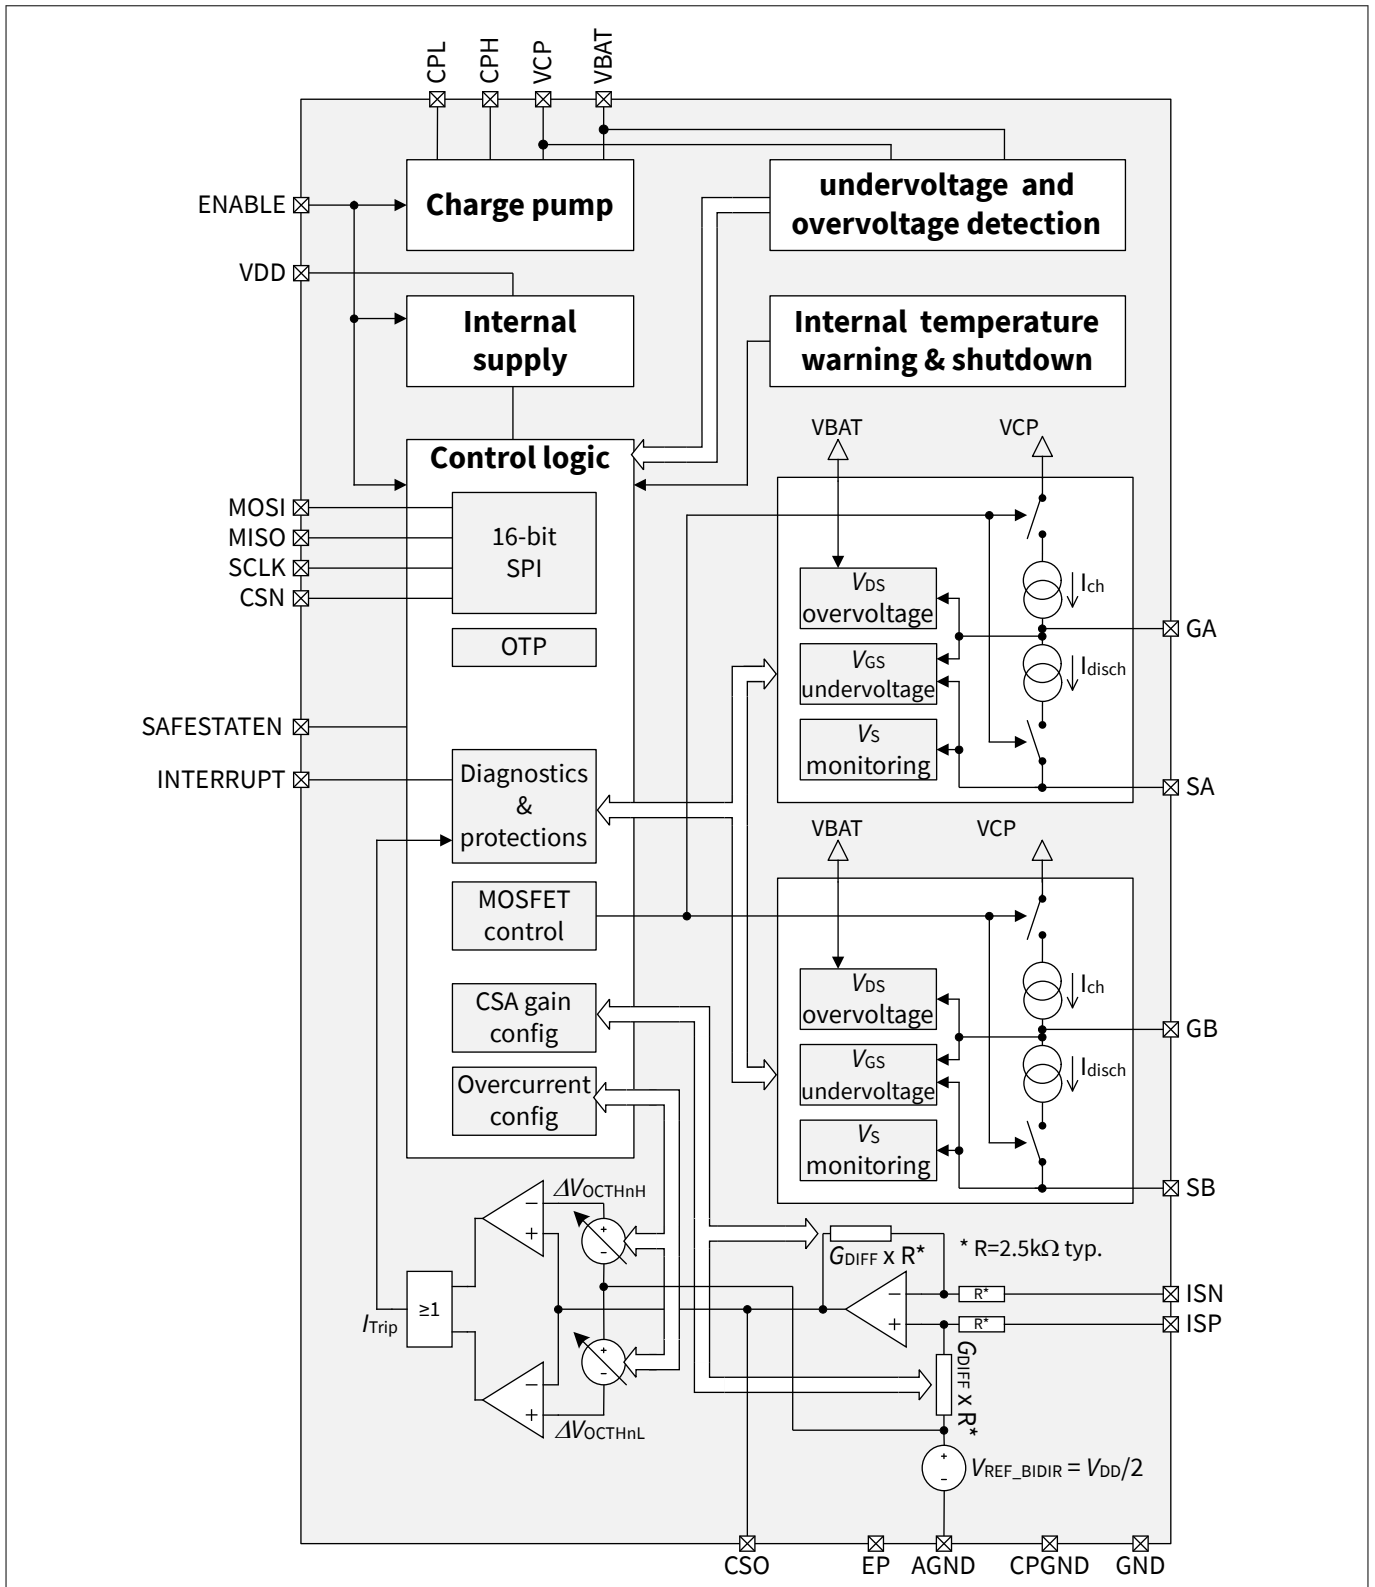 CPL
CPH
VCP
VBAT
ENABLE
Charge pump
undervoltage and
overvoltage detection
VDD
Internal
supply
Internal temperature
warning & shutdown
Control logic
MOSI
MISO
SCLK
CSN
16-bit
SPI
OTP
SAFESTATEN
INTERRUPT
Diagnostics
&
protections
MOSFET
control
CSA gain
config
Overcurrent
config
VBAT
VCP
VDS
overvoltage
VGS
undervoltage
VS
monitoring
Ich
Idisch
GA
SA
VBAT
VCP
VDS
overvoltage
VGS
undervoltage
VS
monitoring
Ich
Idisch
GB
SB
ΔVOCTHnH
−
+
+
−
≥1
ITrip
+
−
−
+
ΔVOCTHnL
GDIFF x R*
* R=2.5kΩ typ.
−
+
R*
R*
ISN
ISP
GDIFF x R*
+
−
VREF_BIDIR = VDD/2
CSO
EP
AGND
CPGND
GND